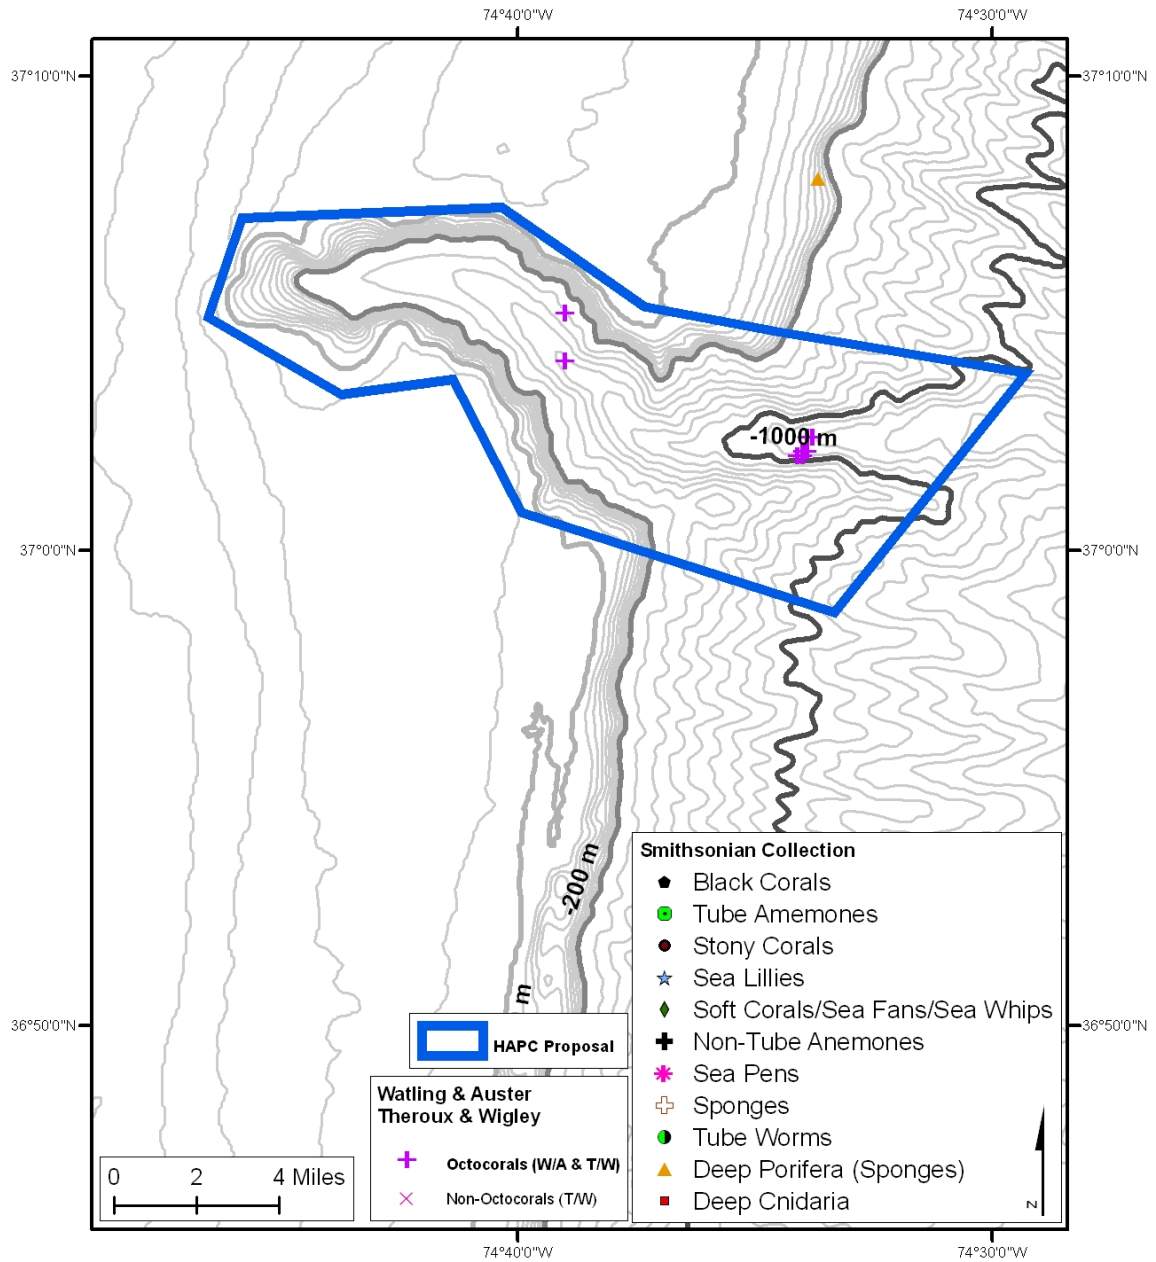 74°40'0"W 74°30'0"W
37°10'0"N 37°10'0"N
-1000 m
37°0'0"N 37°0'0"N
-200 m
m
36°50'0"N 36°50'0"N
HAPC Proposal
Watling & Auster
Theroux & Wigley
Octocorals (W/A & T/W)
Non-Octocorals (T/W)
0 2 4 Miles
Smithsonian Collection
Black Corals
Tube Amemones
Stony Corals
Sea Lillies
Soft Corals/Sea Fans/Sea Whips
Non-Tube Anemones
Sea Pens
Sponges
Tube Worms
Deep Porifera (Sponges)
Deep Cnidaria
N
74°40'0"W 74°30'0"W